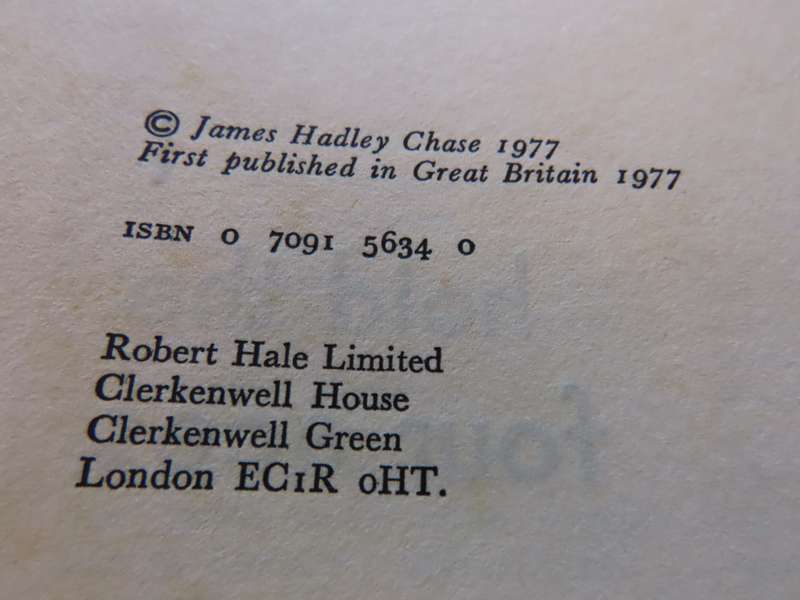 © James Hadley Chase 1977
First published in Great Britain 1977
ISBN 0 7091 5634 0
Robert Hale Limited
Clerkenwell House
Clerkenwell Green
London EC1R 0HT.